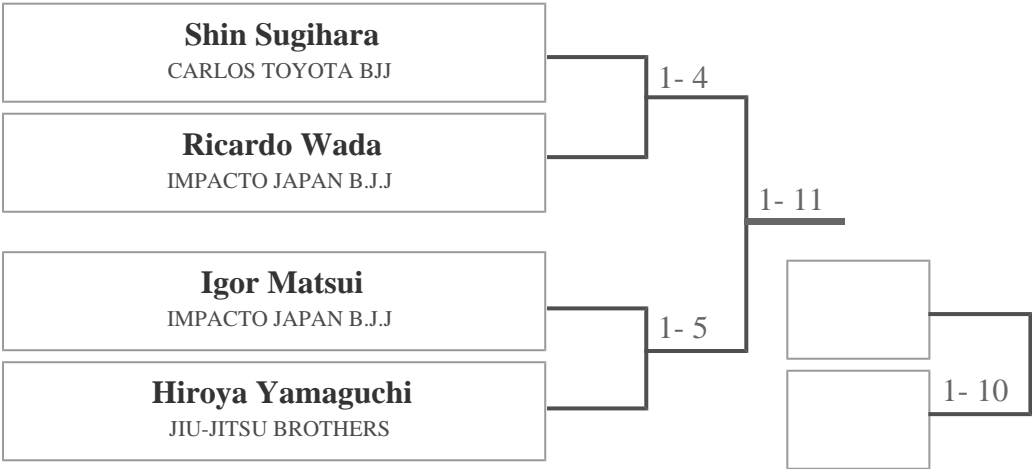 Shin Sugihara
CARLOS TOYOTA BJJ
1- 4
Ricardo Wada
IMPACTO JAPAN B.J.J
1- 11
Igor Matsui
IMPACTO JAPAN B.J.J
1- 5
Hiroya Yamaguchi
JIU-JITSU BROTHERS
1- 10